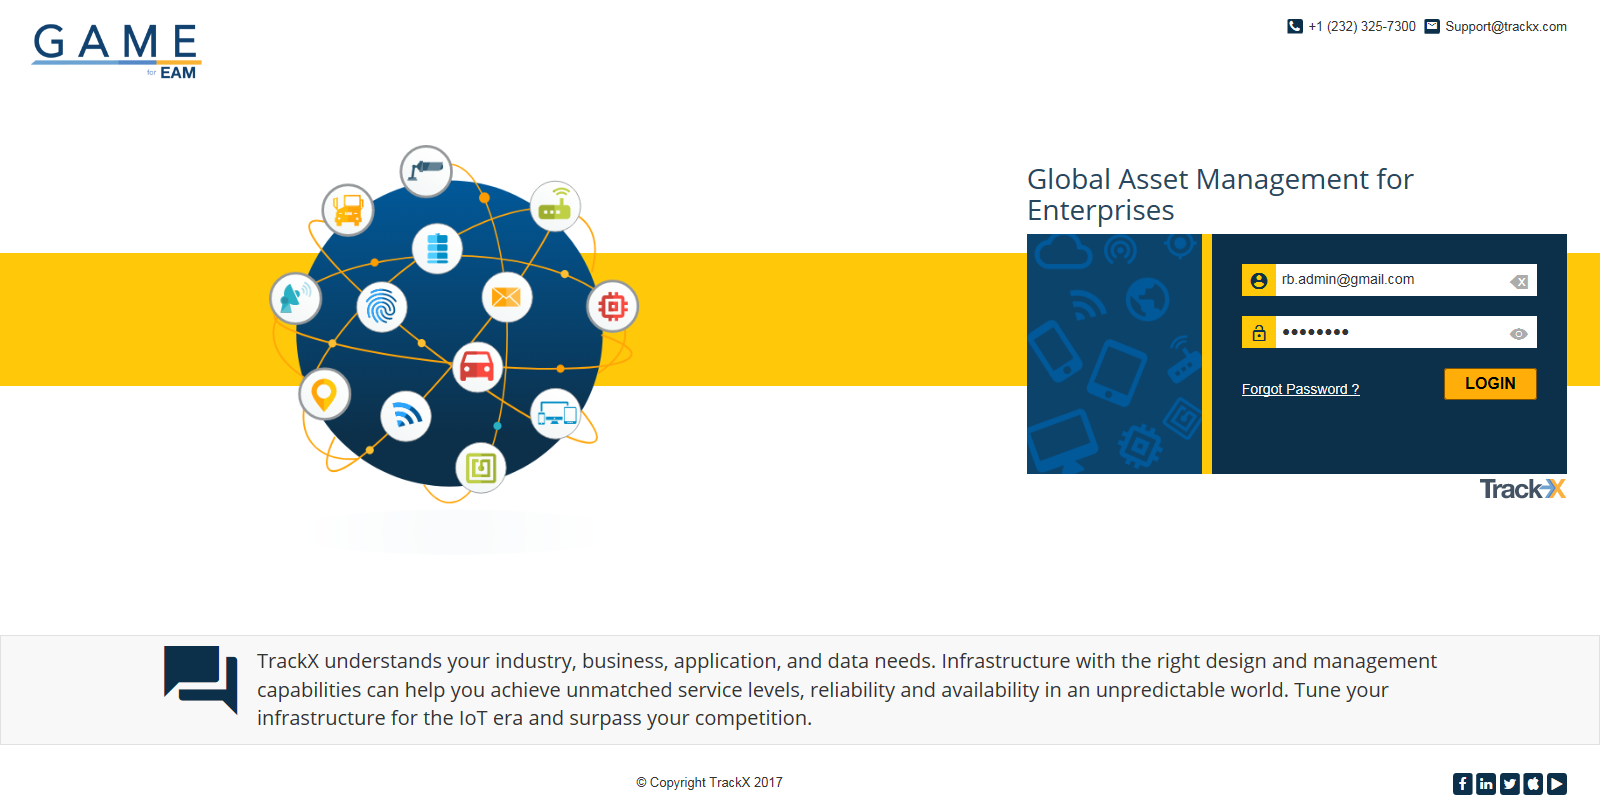 GAME
for EAM
+1 (232) 325-7300 Support@trackx.com
Global Asset Management for
Enterprises
rb.admin@gmail.com
••••••••
Forgot Password ?
LOGIN
TrackX
TrackX understands your industry, business, application, and data needs. Infrastructure with the right design and management
capabilities can help you achieve unmatched service levels, reliability and availability in an unpredictable world. Tune your
infrastructure for the IoT era and surpass your competition.
© Copyright TrackX 2017